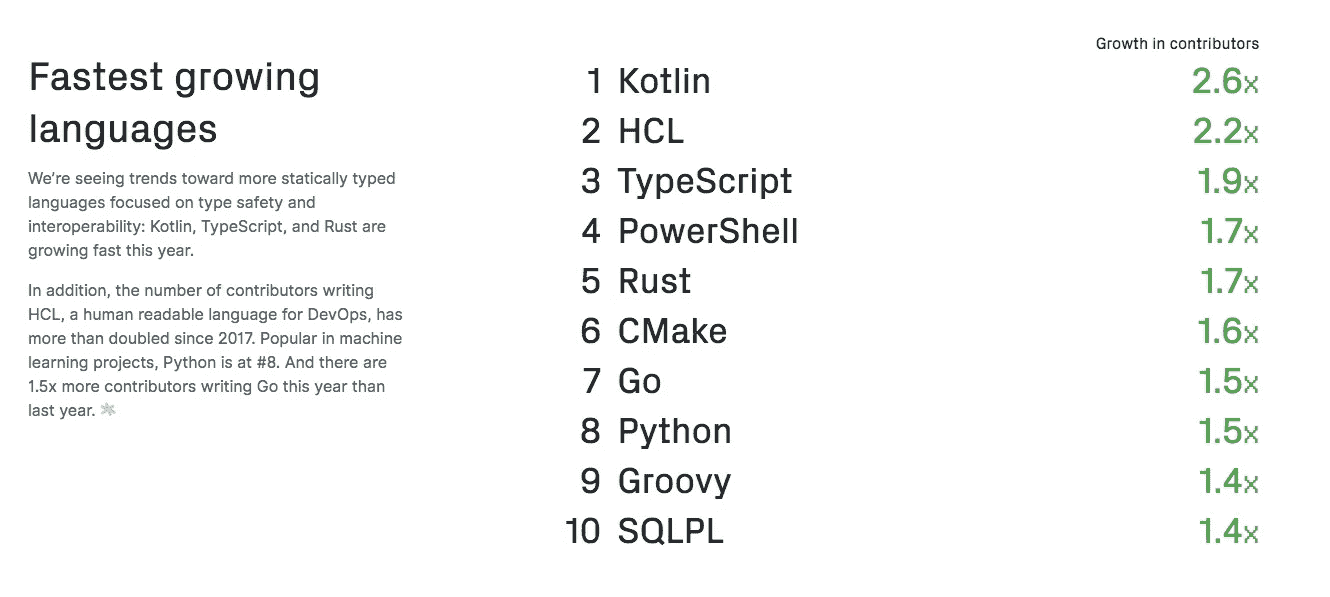 Fastest growing
languages
We're seeing trends toward more statically typed
languages focused on type safety and
interoperability: Kotlin, TypeScript, and Rust are
growing fast this year.
In addition, the number of contributors writing
HCL, a human readable language for DevOps, has
more than doubled since 2017. Popular in machine
learning projects, Python is at #8. And there are
1.5x more contributors writing Go this year than
last year.
Growth in contributors
1 Kotlin 2.6x
2 HCL 2.2x
3 TypeScript 1.9x
4 PowerShell 1.7x
5 Rust 1.7x
6 CMake 1.6x
7 Go 1.5x
8 Python 1.5x
9 Groovy 1.4x
10 SQLPL 1.4x